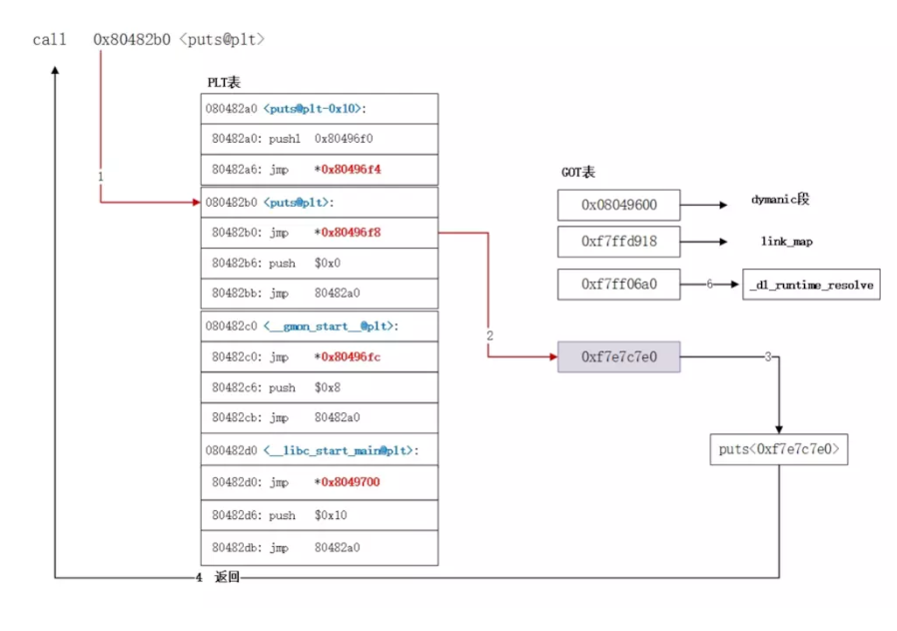 call 0x80482b0 <puts@plt>
PLT表
080482a0 <puts@plt-0x10>:
80482a0: pushl 0x80496f0
80482a6: jmp *0x80496f4
080482b0 <puts@plt>:
80482b0: jmp *0x80496f8
80482b6: push $0x0
80482bb: jmp 80482a0
080482c0 <__gmon_start__@plt>:
80482c0: jmp *0x80496fc
80482c6: push $0x8
80482cb: jmp 80482a0
080482d0 <__libc_start_main@plt>:
80482d0: jmp *0x8049700
80482d6: push $0x10
80482db: jmp 80482a0
1
2
GOT表
0x08049600
dymanic段
0xf7ffd918
link_map
0xf7ff06a0
6
_dl_runtime_resolve
0xf7e7c7e0
3
puts<0xf7e7c7e0>
4 返回